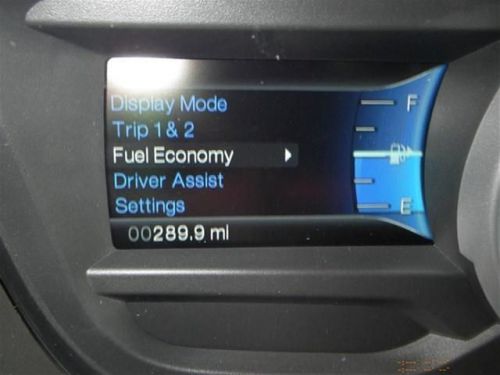 Display Mode
Trip 1 & 2
Fuel Economy
Driver Assist
Settings
00289.9 mi
F
E